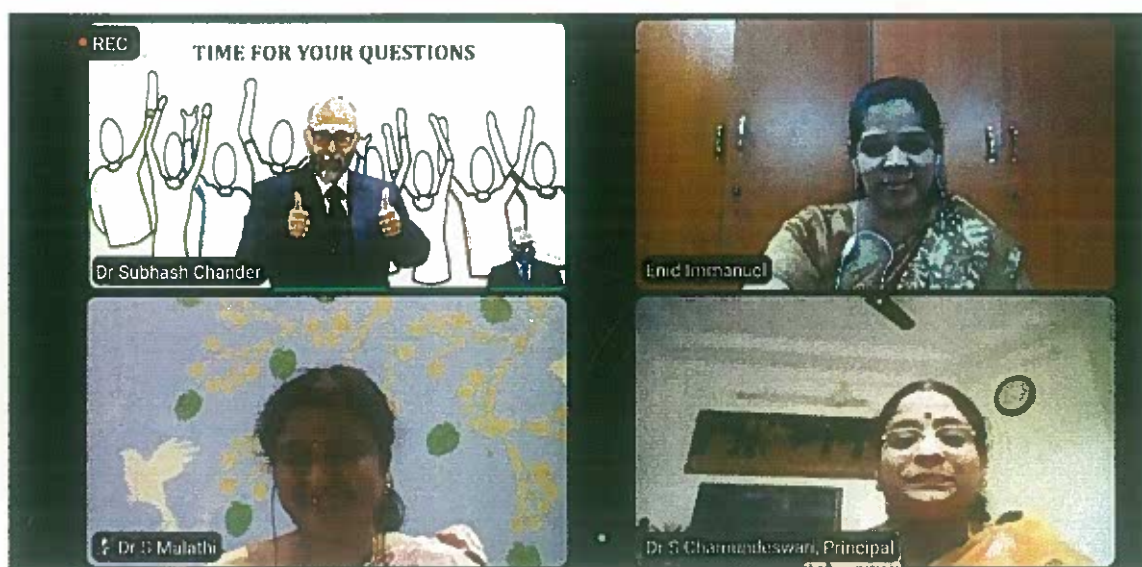 REC
TIME FOR YOUR QUESTIONS
Dr Subhash Chander
Enid Immanuel
Dr S Malathi
Dr S Chamundeswari, Principal